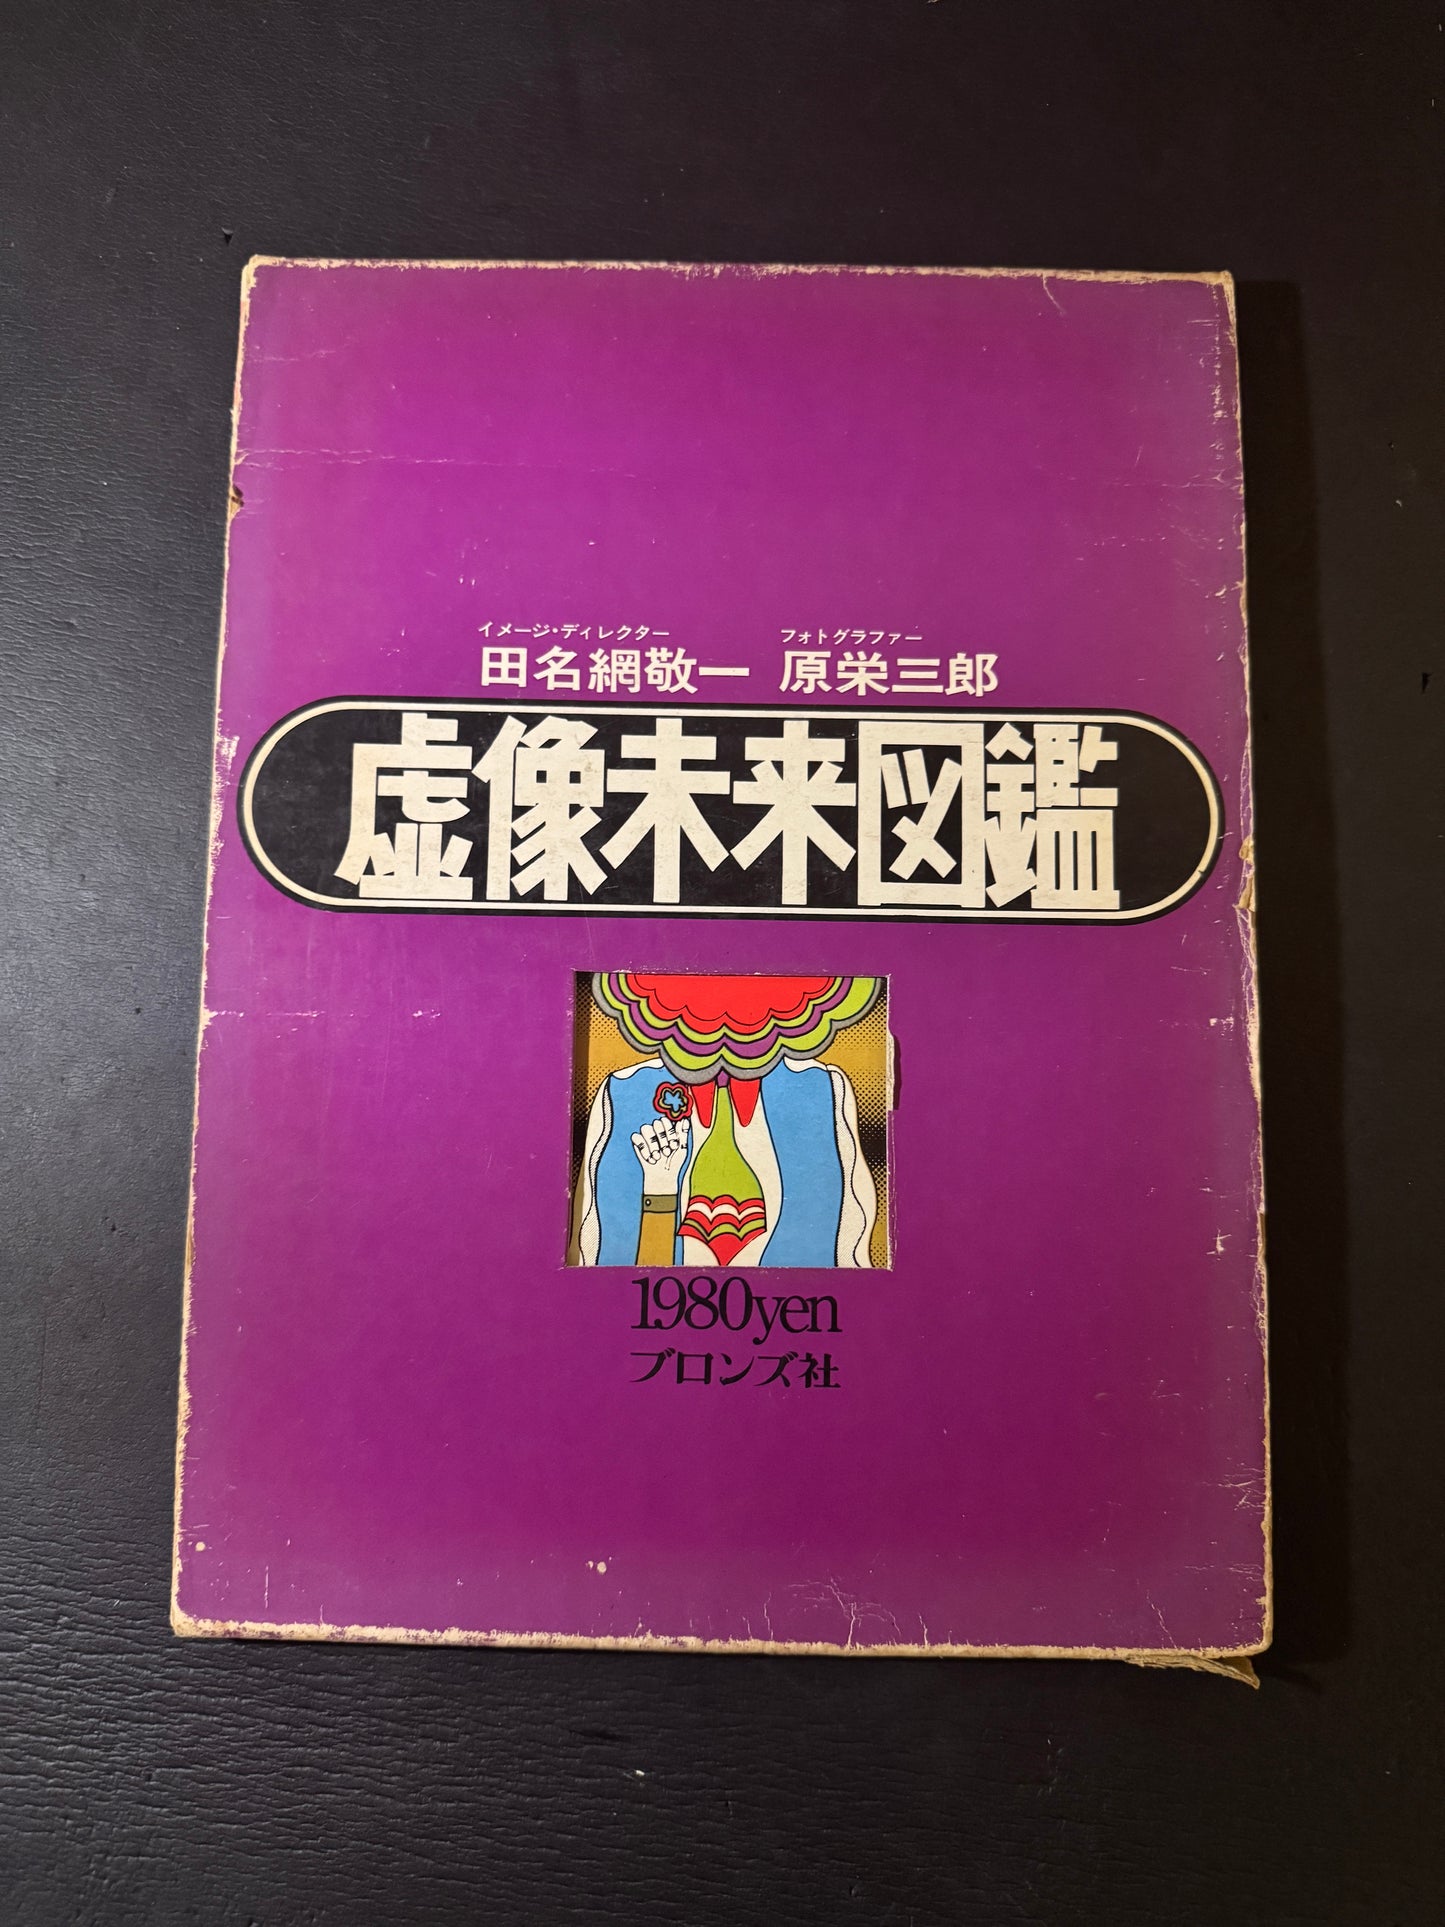 イメージ・ディレクター フォトグラファー
田名網敬一 原栄三郎
虚像未来図鑑
1980yen
ブロンズ社